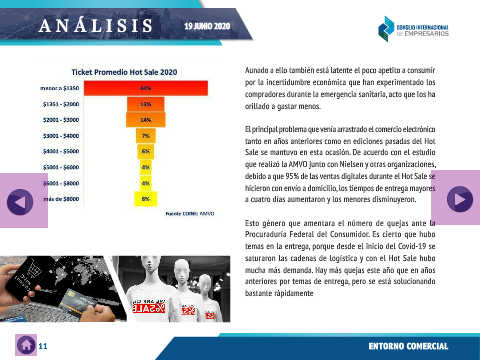 ANÁLISIS
19 JUNIO 2020
CONSEJO INTERNACIONAL
DE EMPRESARIOS
Ticket Promedio Hot Sale 2020
menor a $1350 44%
$1351 - $2000 13%
$2001 - $3000 14%
$3001 - $4000 7%
$4001 - $5000 6%
$5001 - $6000 4%
$6001 - $8000 4%
más de $8000 8%
Fuente COINEI AMVO
Aunado a ello también está latente el poco apetito a consumir
por la incertidumbre económica que han experimentado los
compradores durante la emergencia sanitaria, acto que los ha
orillado a gastar menos.
El principal problema que venía arrastrado el comercio electrónico
tanto en años anteriores como en ediciones pasadas del Hot
Sale se mantuvo en esta ocasión. De acuerdo con el estudio
que realizó la AMVO junto con Nielsen y otras organizaciones,
debido a que 95% de las ventas digitales durante el Hot Sale se
hicieron con envío a domicilio, los tiempos de entrega mayores
a cuatro días aumentaron y los menores disminuyeron.
Esto género que amentara el número de quejas ante la
Procuraduría Federal del Consumidor. Es cierto que hubo
temas en la entrega, porque desde el inicio del Covid-19 se
saturaron las cadenas de logística y con el Hot Sale hubo
mucha más demanda. Hay más quejas este año que en años
anteriores por temas de entrega, pero se está solucionando
bastante rápidamente
SALE
11
ENTORNO COMERCIAL